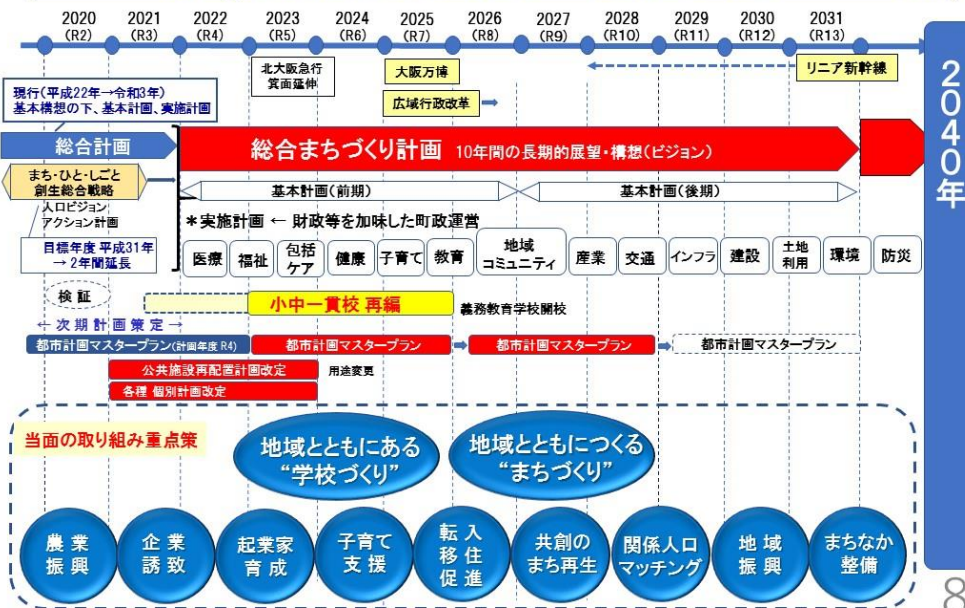 2020 2021 2022 2023 2024 2025 2026 2027 2028 2029 2030 2031
(R2) (R3) (R4) (R5) (R6) (R7) (R8) (R9) (R10) (R11) (R12) (R13)
北大阪急行
箕面延伸
大阪万博
リニア新幹線
広域行政改革
2040年
現行(平成22年→令和3年)
基本構想の下、基本計画、実施計画
総合計画
総合まちづくり計画 10年間の長期的展望・構想(ビジョン)
まち・ひと・しごと
創生総合戦略
基本計画(前期)
基本計画(後期)
人口ビジョン
アクション計画
*実施計画 ← 財政等を加味した町政運営
目標年度 平成31年
→ 2年間延長
医療
福祉
包括
ケア
健康
子育て
教育
地域
コミュニティ
産業
交通
インフラ
建設
土地
利用
環境
防災
検証
小中一貫校 再編
義務教育学校開校
← 次期計画策定 →
都市計画マスタープラン(計画年度 R4)
都市計画マスタープラン
都市計画マスタープラン
都市計画マスタープラン
公共施設再配置計画改定
用途変更
各種 個別計画改定
当面の取り組み重点策
地域とともにある
“学校づくり”
地域とともにつくる
“まちづくり”
農業
振興
企業
誘致
起業家
育成
子育て
支援
転入
移住
促進
共創の
まち再生
関係人口
マッチング
地域
振興
まちなか
整備
8